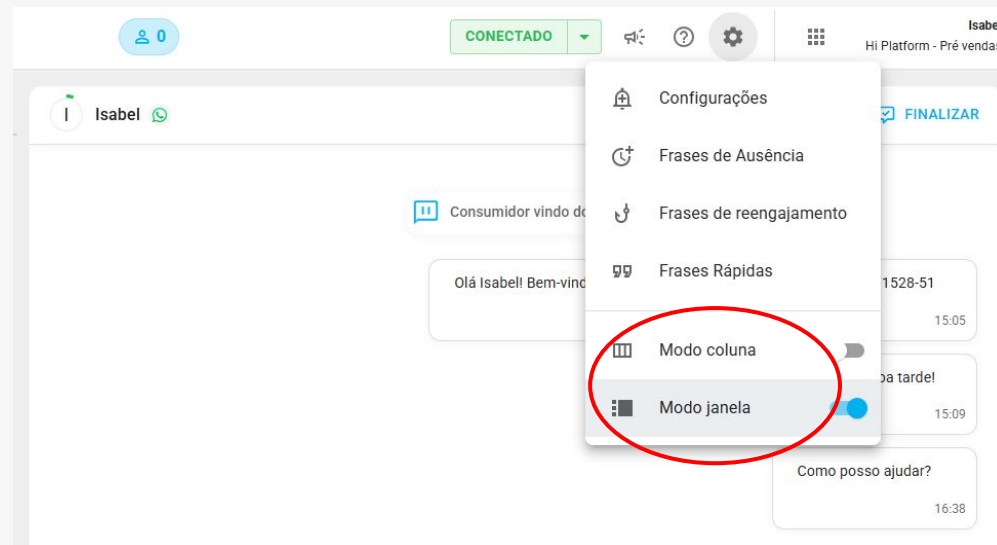 0
CONECTADO
Isabe
Hi Platform - Pré vendas
I Isabel
FINALIZAR
Configurações
Frases de Ausência
Frases de reengajamento
Frases Rápidas
Modo coluna
Modo janela
Consumidor vindo do
Olá Isabel! Bem-vind
1528-51
15:05
oa tarde!
15:09
Como posso ajudar?
16:38